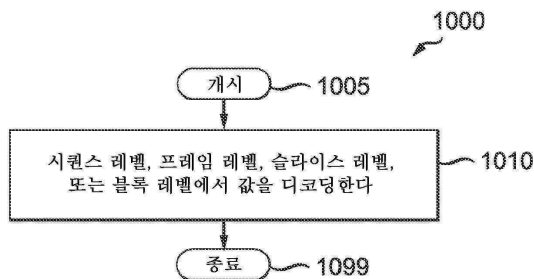 1000
개시 1005
시퀀스 레벨, 프레임 레벨, 슬라이스 레벨,
또는 블록 레벨에서 값을 디코딩한다 1010
종료 1099